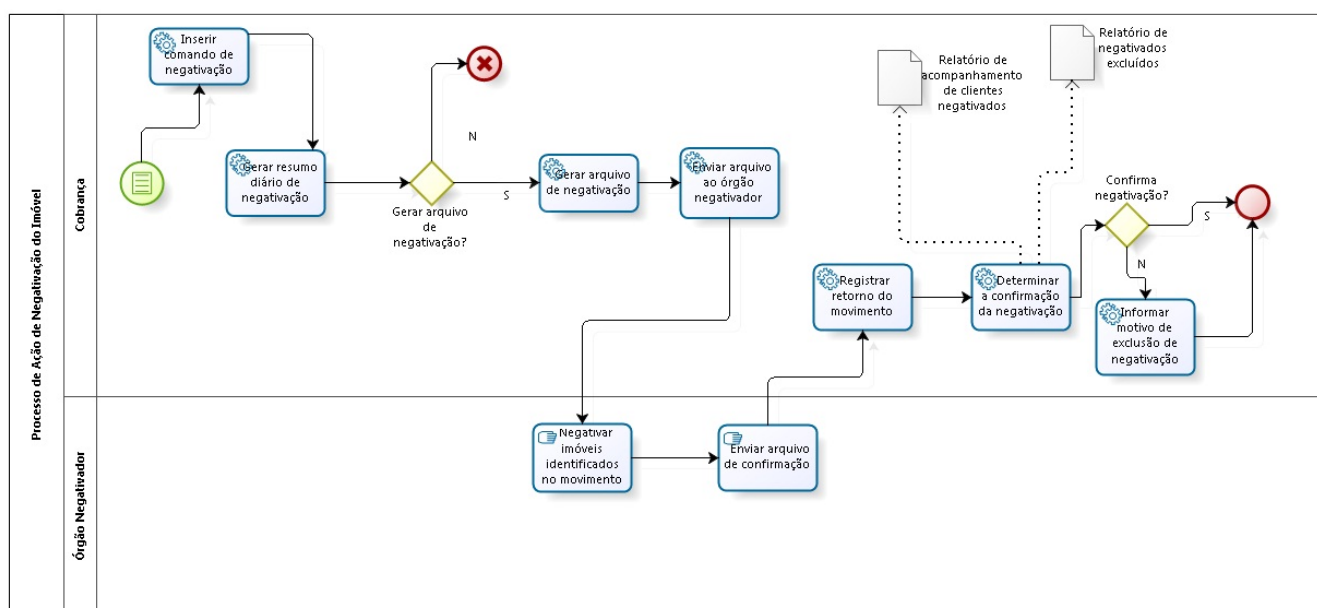 Processo de Ação de Negativação do Imóvel
Cobrança
Inserir
comando de
negativação
Gerar resumo
diário de
negativação
N
Gerar arquivo
de
negativação?
S
Gerar arquivo
de negativação
Enviar arquivo
ao órgão
negativador
Relatório de
acompanhamento
de clientes
negativados
Relatório de
negativados
excluídos
Registrar
retorno do
movimento
Determinar
a confirmação
da negativação
Confirma
negativação?
S
N
Informar
motivo de
exclusão de
negativação
Órgão Negativador
Negativar
imóveis
identificados
no movimento
Enviar arquivo
de confirmação